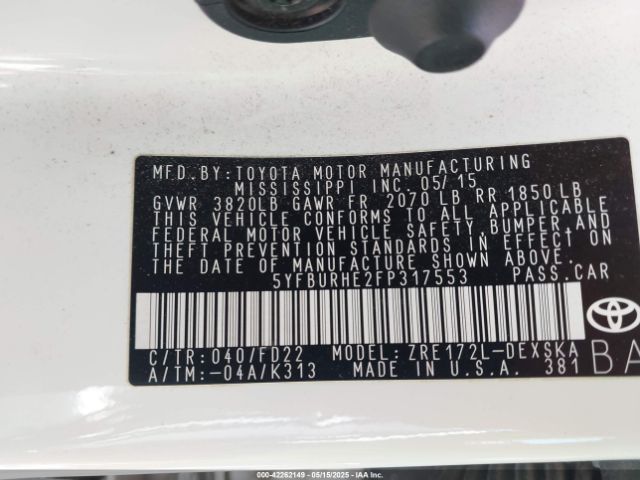 MFD.BY:TOYOTA MOTOR MANUFACTURING
MISSISSIPPI INC. 05/15
GVWR 3820LB GAWR FR 2070 LB RR 1850 LB
THIS VEHICLE CONFORMS TO ALL APPLICABLE
FEDERAL MOTOR VEHICLE SAFETY, BUMPER, AND
THEFT PREVENTION STANDARDS IN EFFECT ON
THE DATE OF MANUFACTURE SHOWN ABOVE.
5YFBURHE2FP317553 PASS.CAR
C/TR: 040/FD22 MODEL: ZRE172L-DEXSKA
A/TM:-04A/K313 MADE IN U.S.A. 381
BA
000-42262149 - 05/15/2025 - Copyright IAA, Inc.